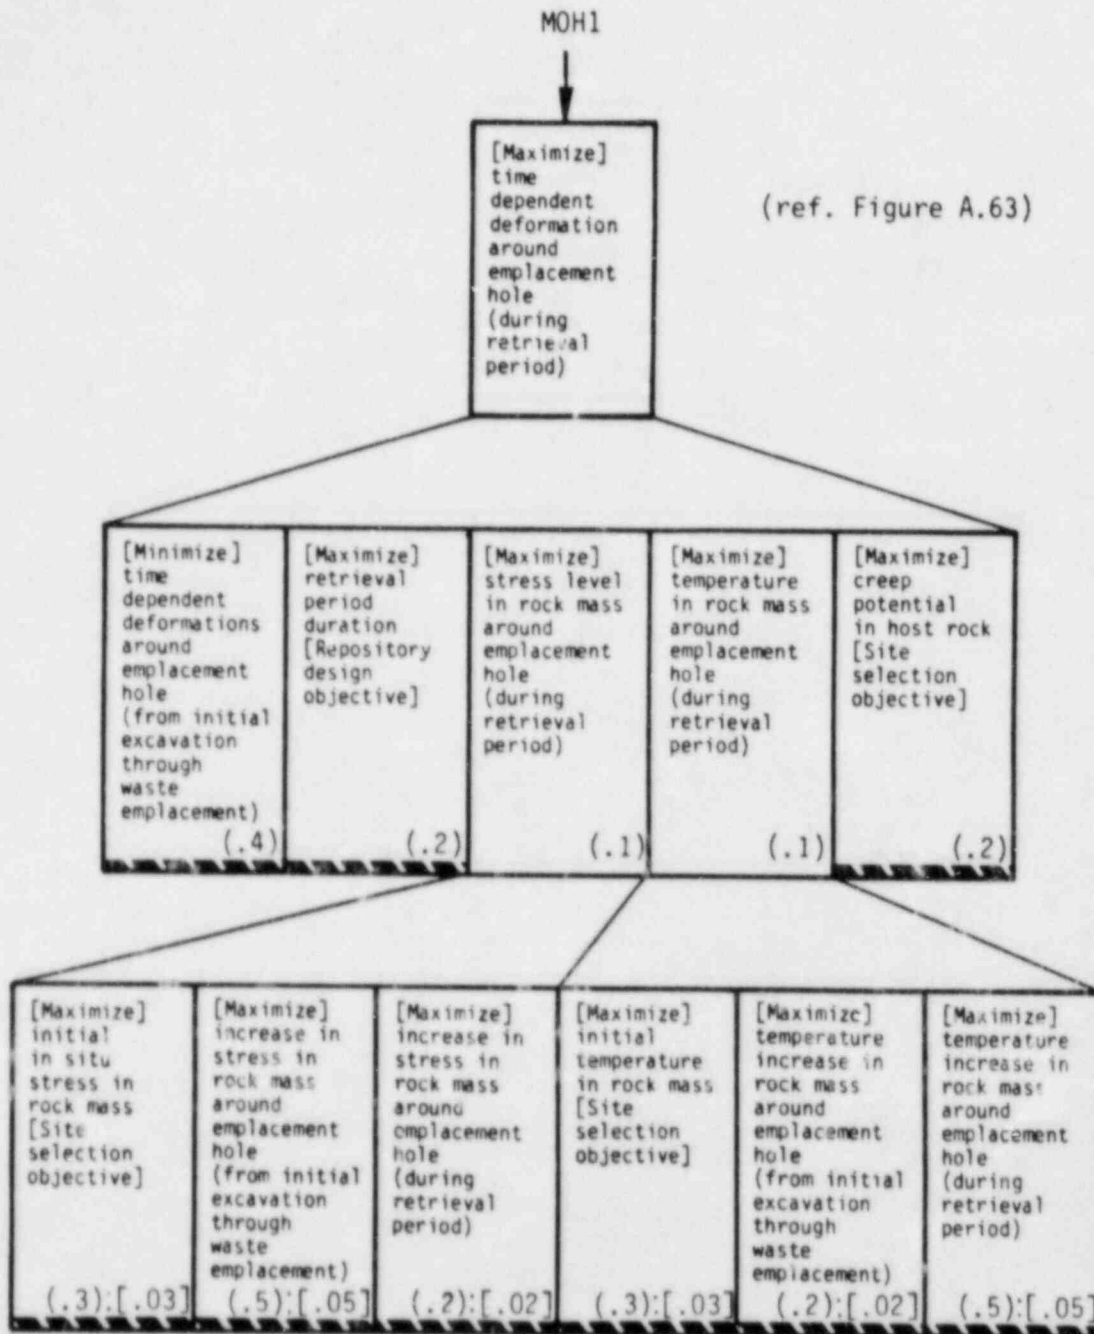 MOH1
[Maximize]
time
dependent
deformation
around
emplacement
hole
(during
retrieval
period)
(ref. Figure A.63)
[Minimize]
time
dependent
deformations
around
emplacement
hole
(from initial
excavation
through
waste
emplacement)
(.4)
[Maximize]
retrieval
period
duration
[Repository
design
objective]
(.2)
[Maximize]
stress level
in rock mass
around
emplacement
hole
(during
retrieval
period)
(.1)
[Maximize]
temperature
in rock mass
around
emplacement
hole
(during
retrieval
period)
(.1)
[Maximize]
creep
potential
in host rock
[Site
selection
objective]
(.2)
[Maximize]
initial
in situ
stress in
rock mass
[Site
selection
objective]
(.3):[.03]
[Maximize]
increase in
stress in
rock mass
around
emplacement
hole
(from initial
excavation
through
waste
emplacement)
(.5):[.05]
[Maximize]
increase in
stress in
rock mass
around
emplacement
hole
(during
retrieval
period)
(.2):[.02]
[Maximize]
initial
temperature
in rock mass
[Site
selection
objective]
(.3):[.03]
[Maximize]
temperature
increase in
rock mass
around
emplacement
hole
(from initial
excavation
through
waste
emplacement)
(.2):[.02]
[Maximize]
temperature
increase in
rock mass
around
emplacement
hole
(during
retrieval
period)
(.5):[.05]